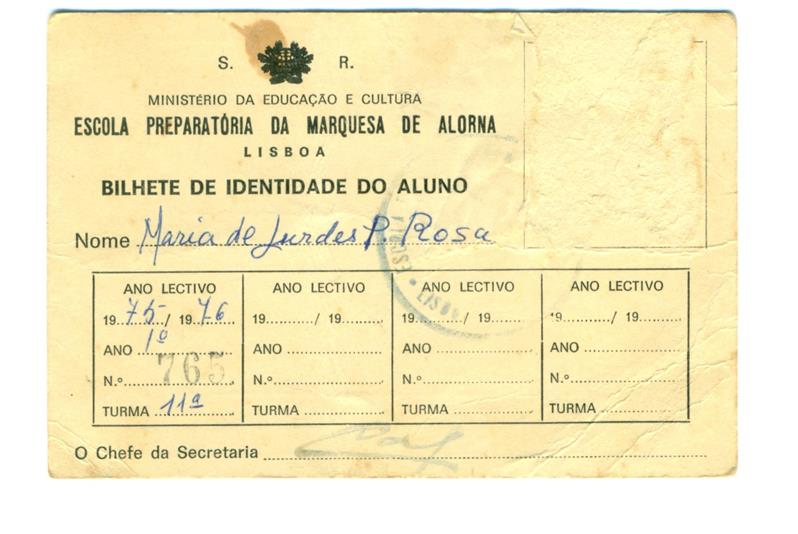 S. R.
MINISTÉRIO DA EDUCAÇÃO E CULTURA
ESCOLA PREPARATÓRIA DA MARQUESA DE ALORNA
LISBOA
BILHETE DE IDENTIDADE DO ALUNO
Nome Maria de Lurdes P. Rosa
ANO LECTIVO ANO LECTIVO ANO LECTIVO ANO LECTIVO
1975/1976 19........./ 19......... 19........./ 19......... 19........./ 19.........
ANO 1º ANO ANO ANO
N.º 765 N.º N.º N.º
TURMA 11ª TURMA TURMA TURMA
O Chefe da Secretaria